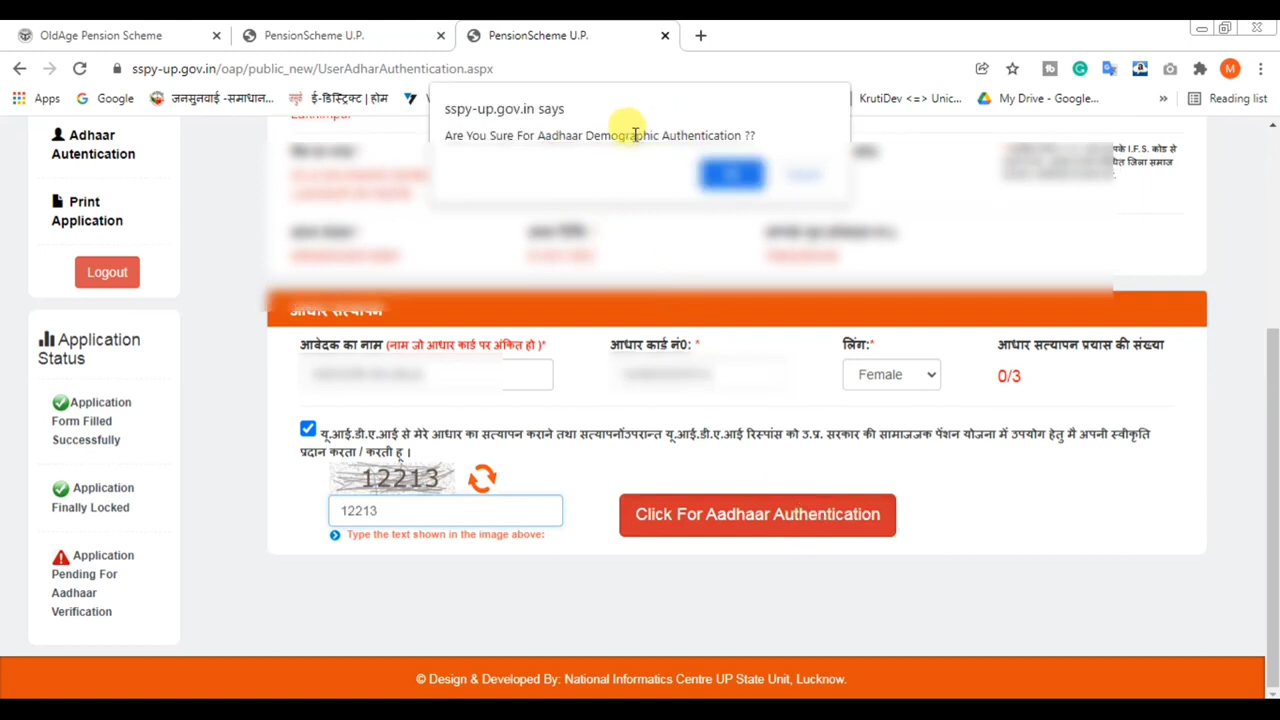 OldAge Pension Scheme
PensionScheme U.P.
PensionScheme U.P.
sspy-up.gov.in/oap/public_new/UserAdharAuthentication.aspx
M
Apps
Google
जनसुनवाई -समाधान...
ई-डिस्ट्रिक्ट | होम
KrutiDev <=> Unic...
My Drive - Google...
»
Reading list
sspy-up.gov.in says
Are You Sure For Aadhaar Demographic Authentication ??
Adhaar
Autentication
Print
Application
Logout
Application
Status
Application
Form Filled
Successfully
Application
Finally Locked
Application
Pending For
Aadhaar
Verification
के I.F.S. कोड से
आधार सत्यापन
आवेदक का नाम (नाम जो आधार कार्ड पर अंकित हो )*
आधार कार्ड नं0: *
लिंग:*
Female
आधार सत्यापन प्रयास की संख्या
0/3
यू.आई.डी.ए.आई से मेरे आधार का सत्यापन कराने तथा सत्यापनोंउपरान्त यू.आई.डी.ए.आई रिस्पांस को उ.प्र. सरकार की सामाजजक पेंशन योजना में उपयोग हेतु मै अपनी स्वीकृति
प्रदान करता / करती हू ।
12213
12213
Type the text shown in the image above:
Click For Aadhaar Authentication
© Design & Developed By: National Informatics Centre UP State Unit, Lucknow.